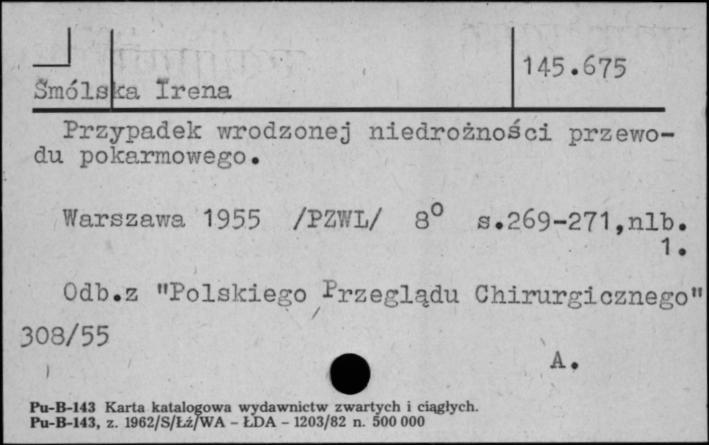 145.675
Smólska Irena
Przypadek wrodzonej niedrożności przewo-
du pokarmowego.
Warszawa 1955 /PZWL/ 8° s.269-271,nlb.
1.
Odb.z "Polskiego Przeglądu Chirurgicznego"
308/55
A.
Pu-B-143 Karta katalogowa wydawnictw zwartych i ciągłych.
Pu-B-143, z. 1962/S/Łż/WA - ŁDA - 1203/82 n. 500 000